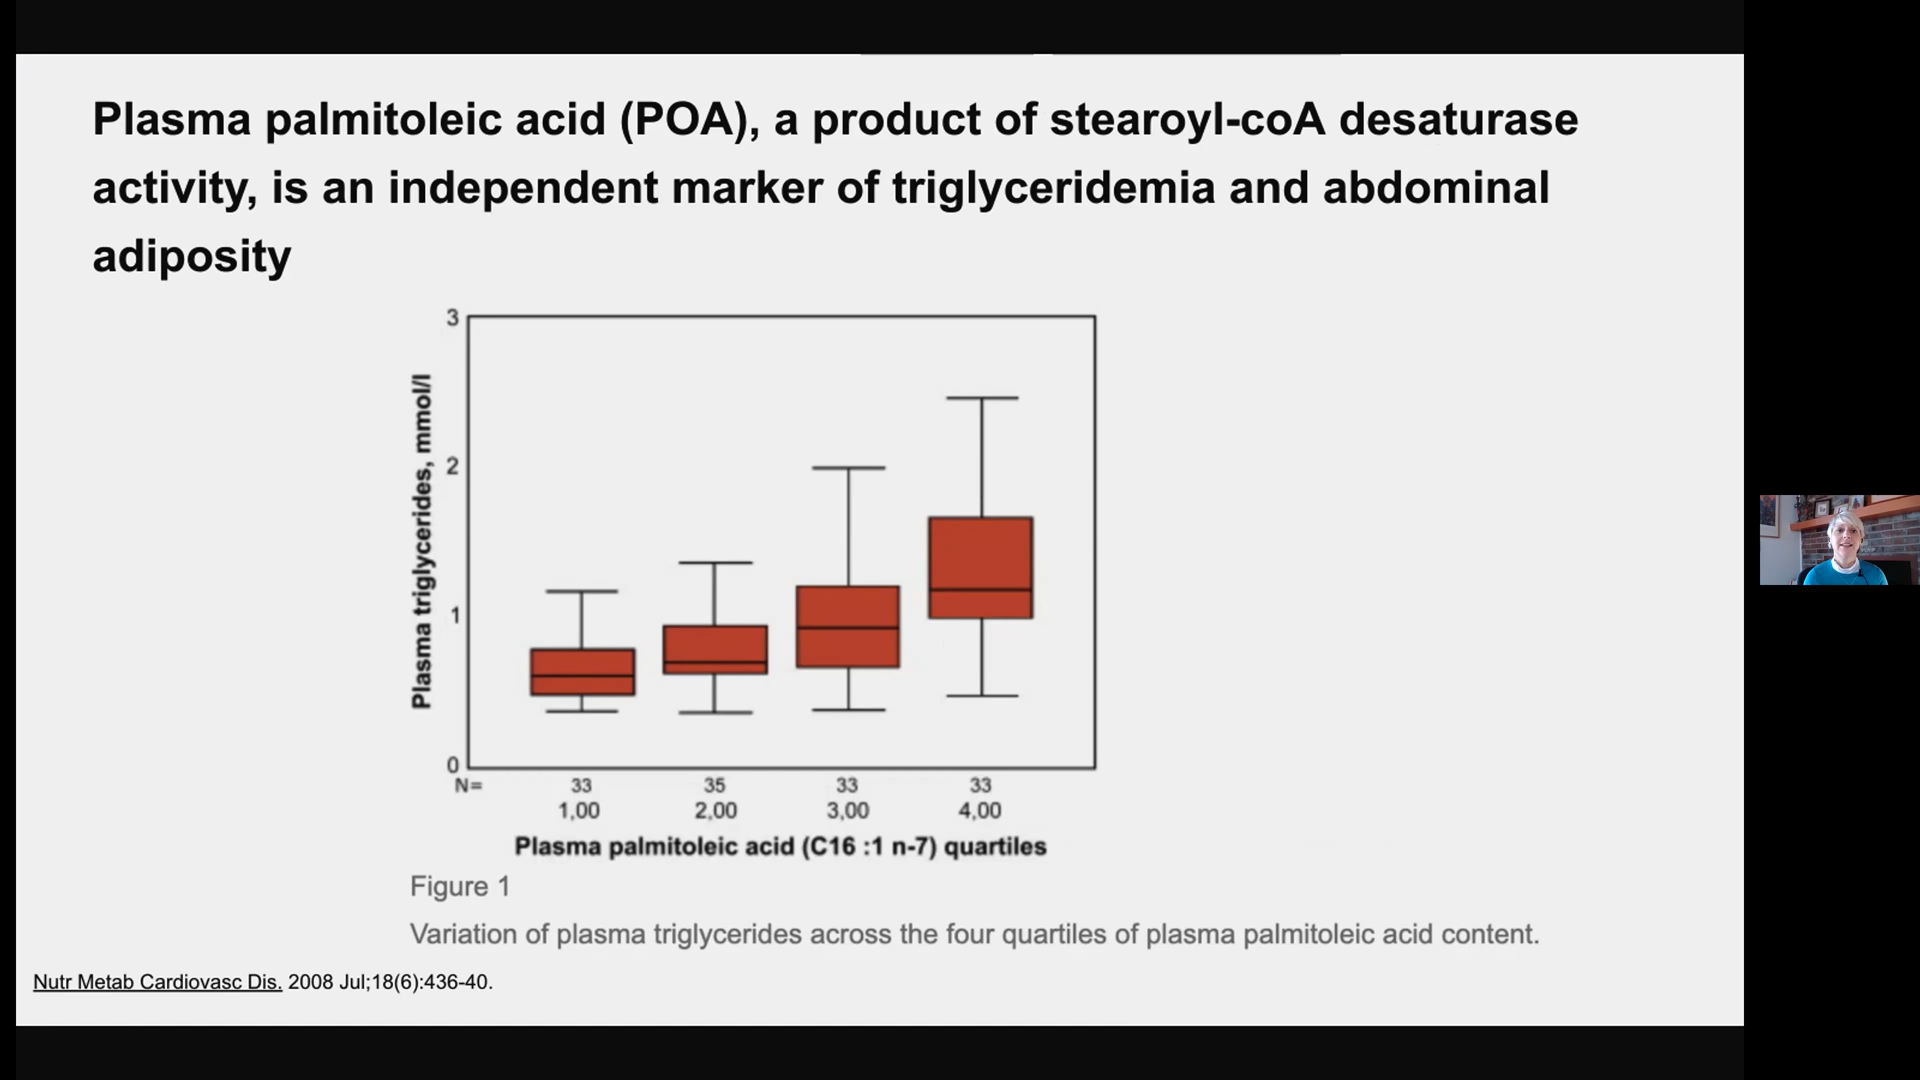 Plasma palmitoleic acid (POA), a product of stearoyl-coA desaturase
activity, is an independent marker of triglyceridemia and abdominal
adiposity
3
2
1
0
Plasma triglycerides, mmol/l
N= 33 35 33 33
1,00 2,00 3,00 4,00
Plasma palmitoleic acid (C16 :1 n-7) quartiles
Figure 1
Variation of plasma triglycerides across the four quartiles of plasma palmitoleic acid content.
Nutr Metab Cardiovasc Dis. 2008 Jul;18(6):436-40.